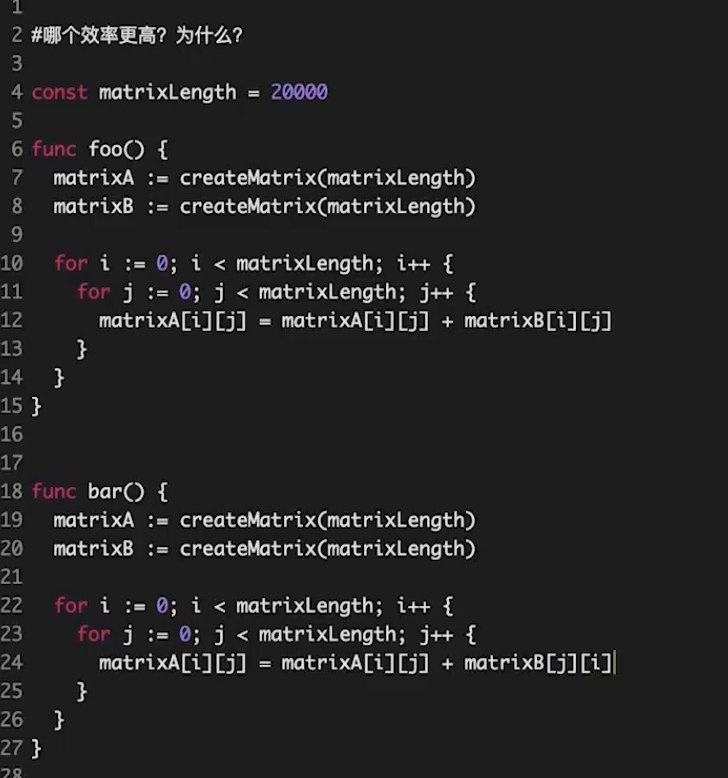 1
2 #哪个效率更高？为什么？
3
4 const matrixLength = 20000
5
6 func foo() {
7   matrixA := createMatrix(matrixLength)
8   matrixB := createMatrix(matrixLength)
9
10   for i := 0; i < matrixLength; i++ {
11     for j := 0; j < matrixLength; j++ {
12       matrixA[i][j] = matrixA[i][j] + matrixB[i][j]
13     }
14   }
15 }
16
17
18 func bar() {
19   matrixA := createMatrix(matrixLength)
20   matrixB := createMatrix(matrixLength)
21
22   for i := 0; i < matrixLength; i++ {
23     for j := 0; j < matrixLength; j++ {
24       matrixA[i][j] = matrixA[i][j] + matrixB[j][i]
25     }
26   }
27 }
28